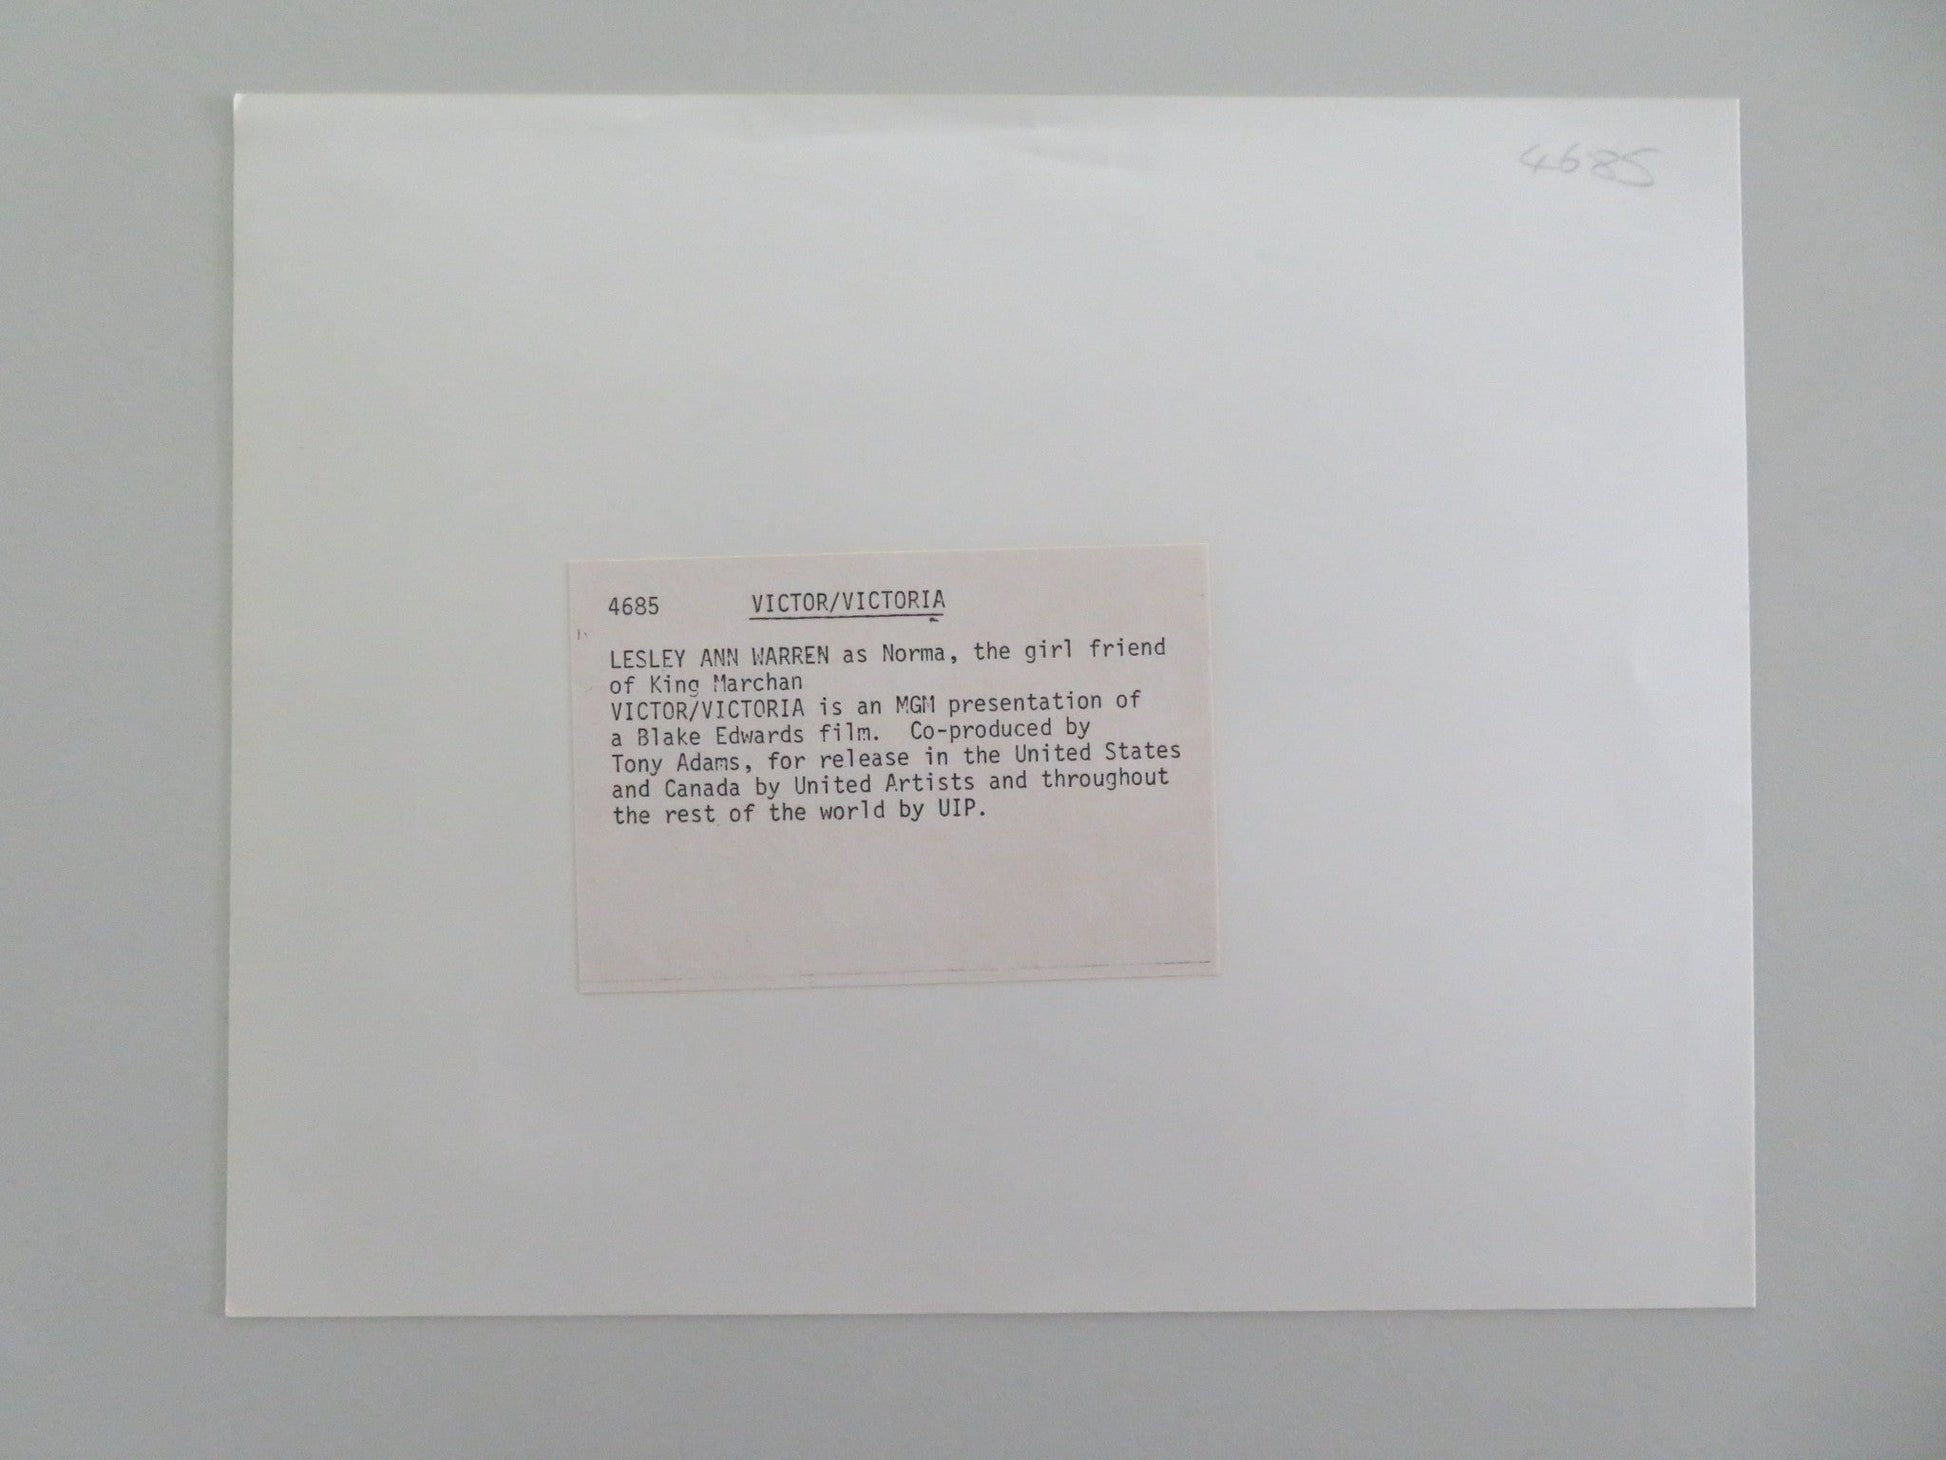 4685
4685 VICTOR/VICTORIA
LESLEY ANN WARREN as Norma, the girl friend
of King Marchan
VICTOR/VICTORIA is an MGM presentation of
a Blake Edwards film. Co-produced by
Tony Adams, for release in the United States
and Canada by United Artists and throughout
the rest of the world by UIP.